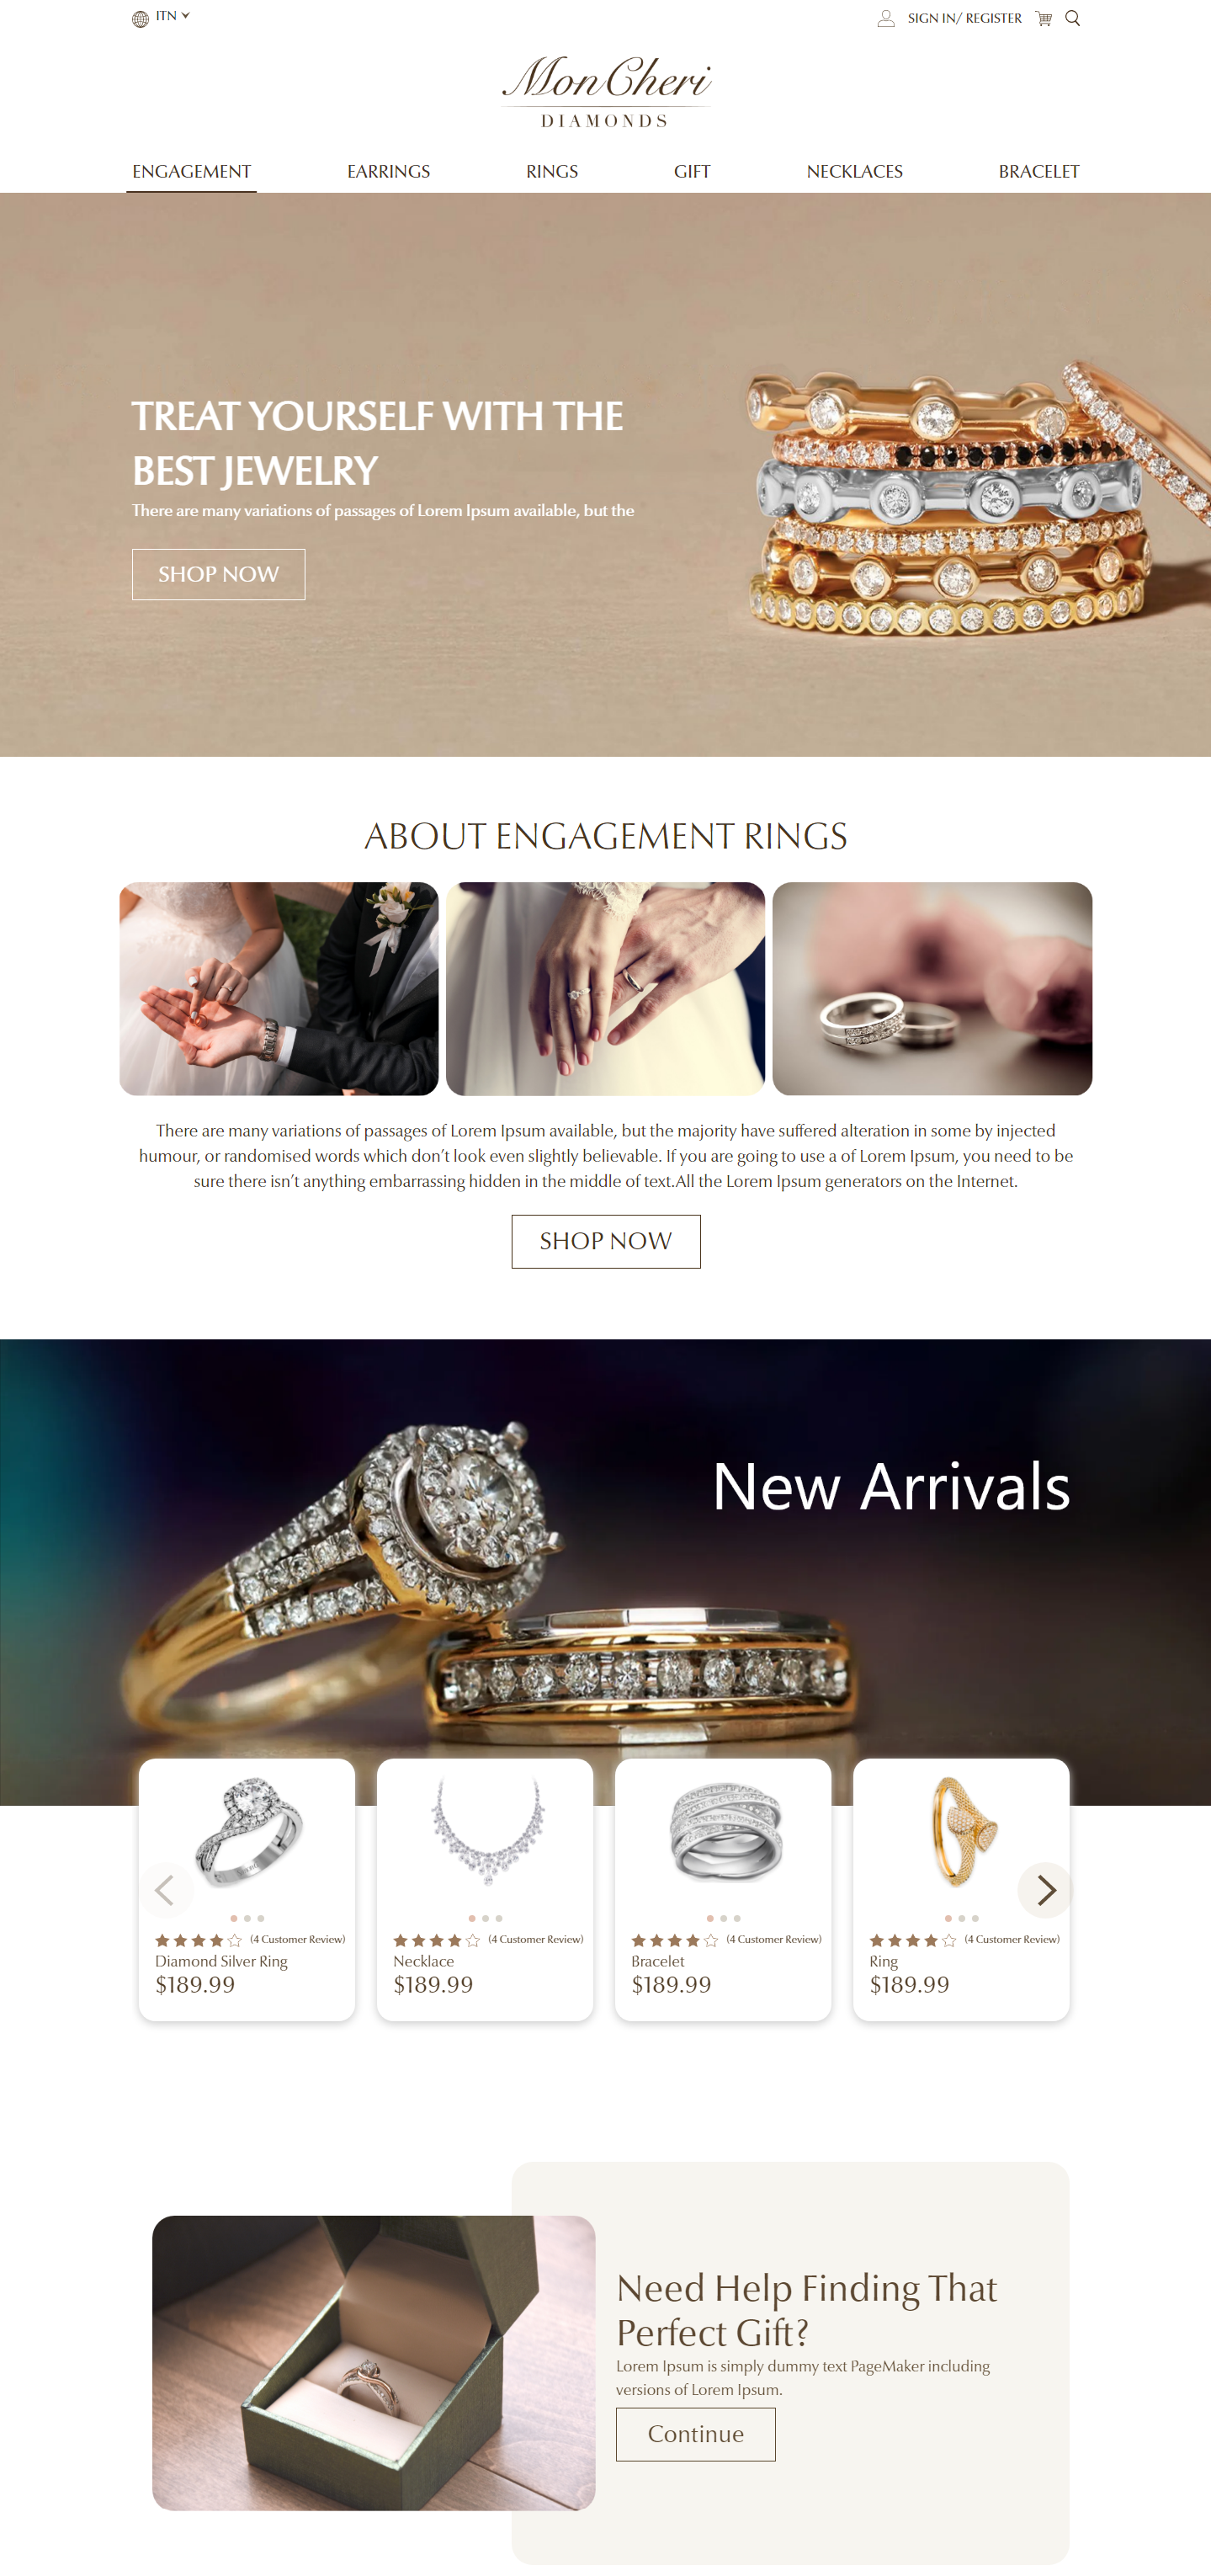 ITN
SIGN IN/ REGISTER
Mon Cheri
DIAMONDS
ENGAGEMENT
EARRINGS
RINGS
GIFT
NECKLACES
BRACELET
TREAT YOURSELF WITH THE
BEST JEWELRY
There are many variations of passages of Lorem Ipsum available, but the
SHOP NOW
ABOUT ENGAGEMENT RINGS
There are many variations of passages of Lorem Ipsum available, but the majority have suffered alteration in some by injected
humour, or randomised words which don’t look even slightly believable. If you are going to use a of Lorem Ipsum, you need to be
sure there isn’t anything embarrassing hidden in the middle of text.All the Lorem Ipsum generators on the Internet.
SHOP NOW
New Arrivals
(4 Customer Review)
Diamond Silver Ring
$189.99
(4 Customer Review)
Necklace
$189.99
(4 Customer Review)
Bracelet
$189.99
(4 Customer Review)
Ring
$189.99
Need Help Finding That
Perfect Gift?
Lorem Ipsum is simply dummy text PageMaker including
versions of Lorem Ipsum.
Continue